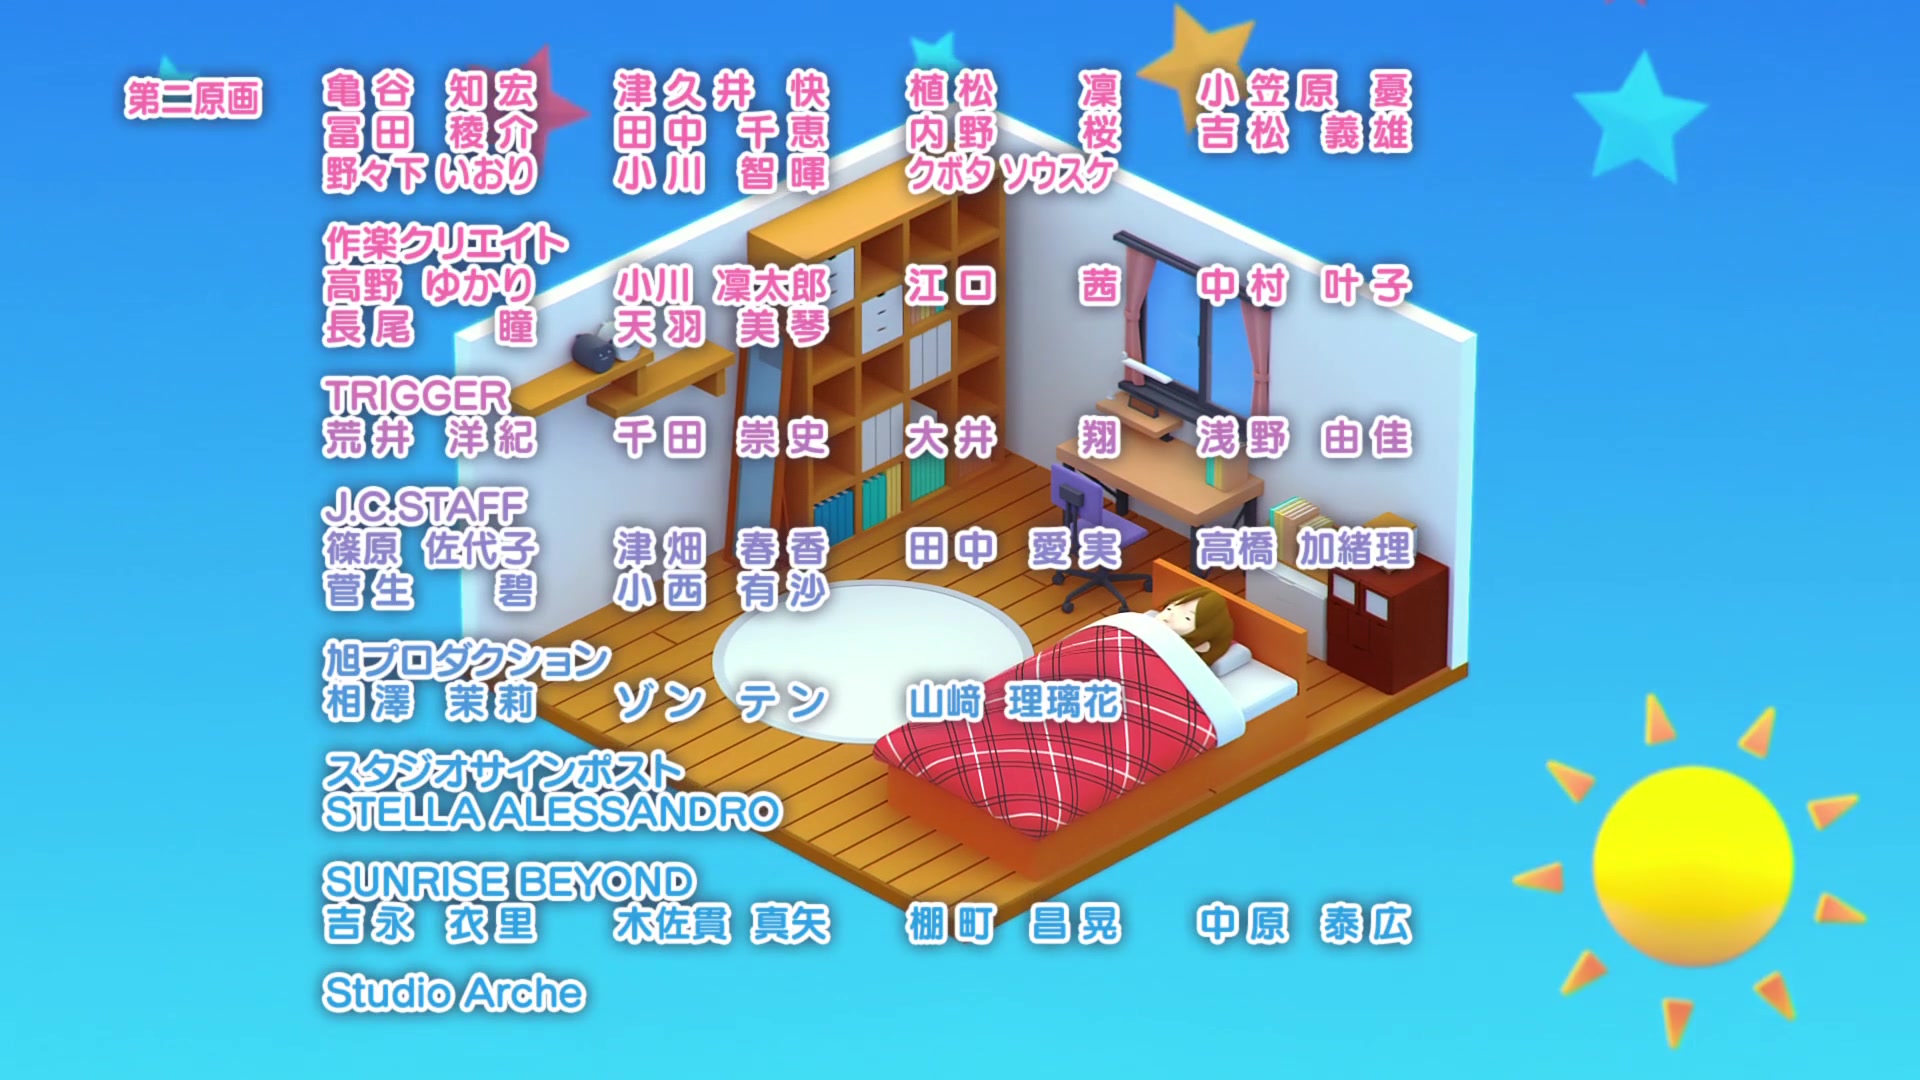 第二原画
亀谷 知宏 津久井 快 植松 凜 小笠原 憂
冨田 稜介 田中 千恵 内野 桜 吉松 義雄
野々下 いおり 小川 智暉 クボタ ソウスケ
作楽クリエイト
高野 ゆかり 小川 凜太郎 江口 茜 中村 叶子
長尾 瞳 天羽 美琴
TRIGGER
荒井 洋紀 千田 崇史 大井 翔 浅野 由佳
J.C.STAFF
篠原 佐代子 津畑 春香 田中 愛実 高橋 加緒理
菅生 碧 小西 有沙
旭プロダクション
相澤 茉莉 ゾン テン 山﨑 理璃花
スタジオサインポスト
STELLA ALESSANDRO
SUNRISE BEYOND
吉永 衣里 木佐貫 真矢 棚町 昌晃 中原 泰広
Studio Arche